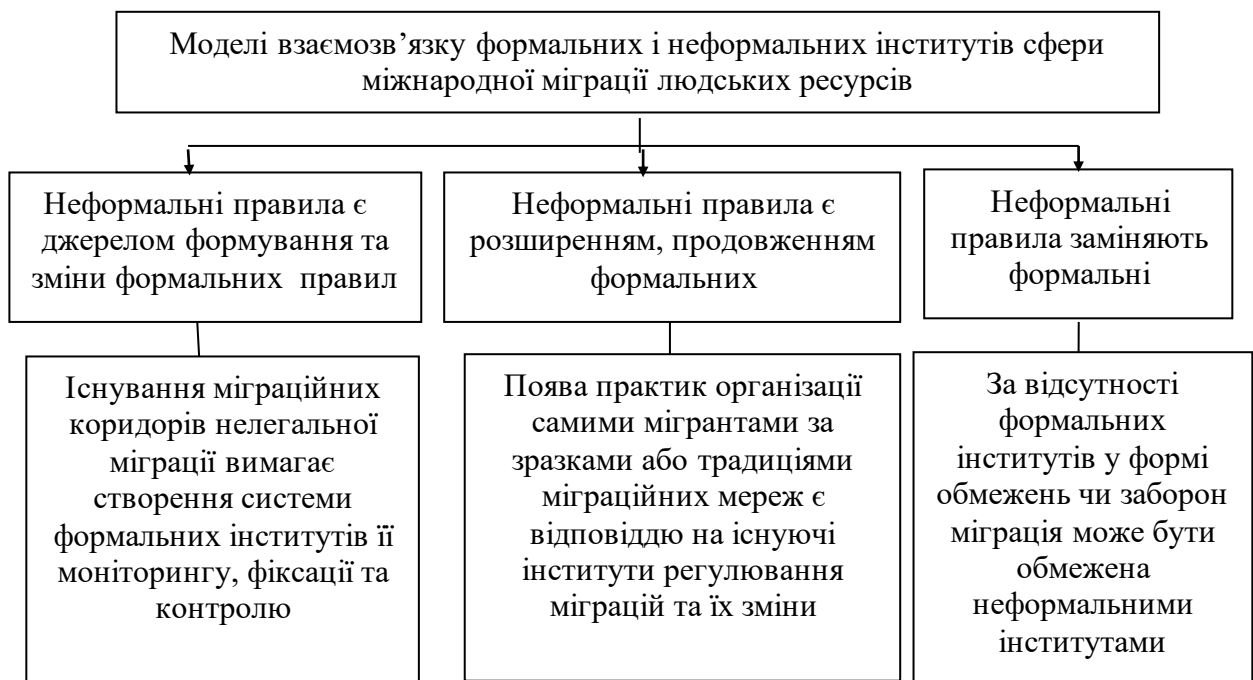 Моделі взаємозв’язку формальних і неформальних інститутів сфери
міжнародної міграції людських ресурсів
Неформальні правила є
джерелом формування та
зміни формальних правил
Неформальні правила є
розширенням, продовженням
формальних
Неформальні
правила заміняють
формальні
Існування міграційних
коридорів нелегальної
міграції вимагає
створення системи
формальних інститутів її
моніторингу, фіксації та
контролю
Поява практик організації
самими мігрантами за
зразками або традиціями
міграційних мереж є
відповіддю на існуючі
інститути регулювання
міграцій та їх зміни
За відсутності
формальних
інститутів у формі
обмежень чи заборон
міграція може бути
обмежена
неформальними
інститутами